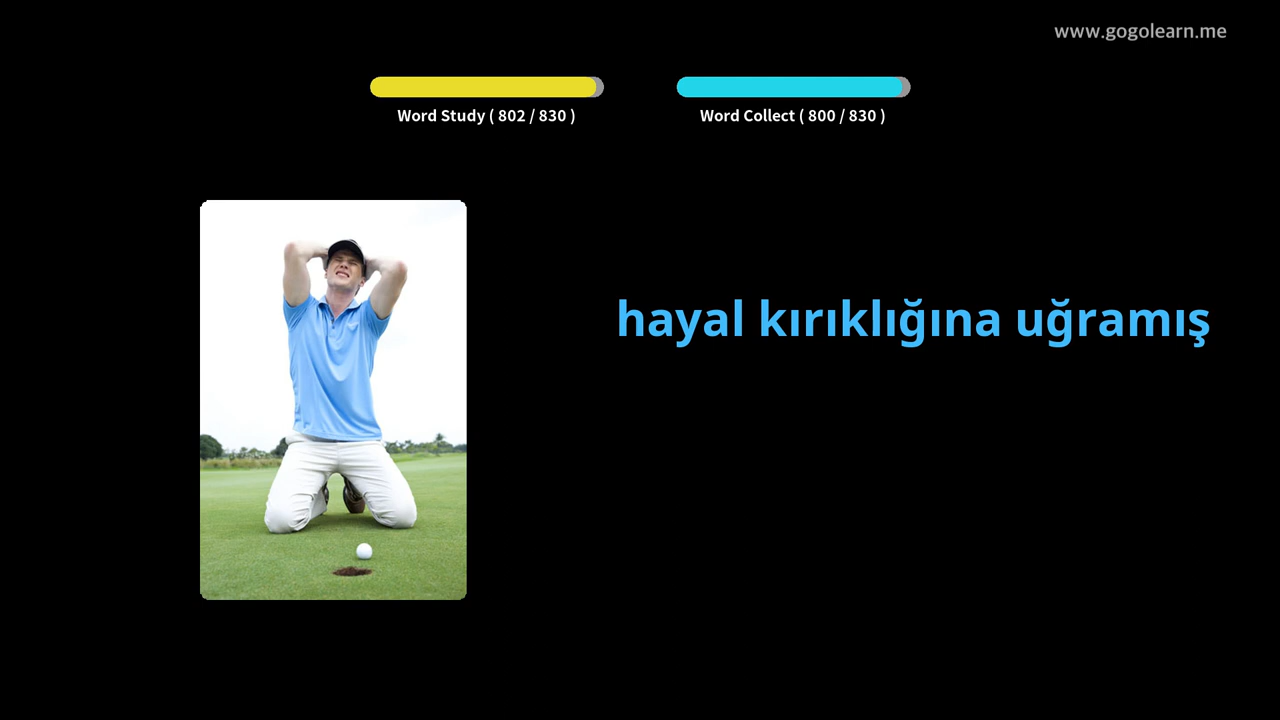 www.gogolearn.me
Word Study ( 802 / 830 )
Word Collect ( 800 / 830 )
hayal kırıklığına uğramış